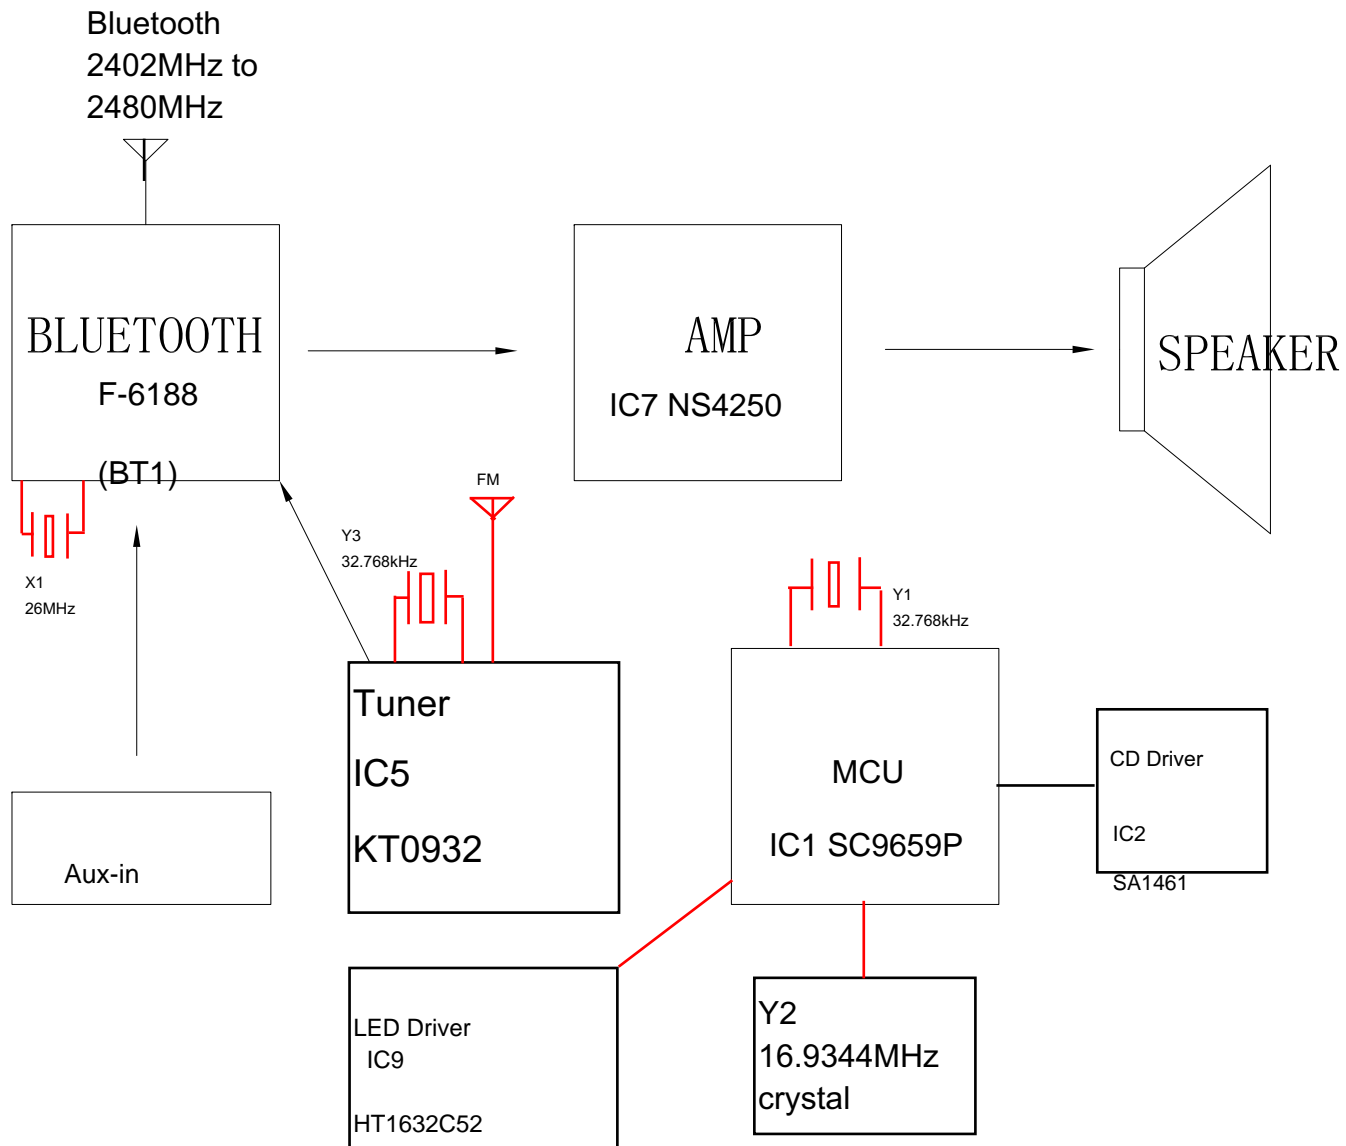 Bluetooth
2402MHz to
2480MHz
BLUETOOTH
F-6188
(BT1)
AMP
IC7 NS4250
SPEAKER
X1
26MHz
Y3
32.768kHz
FM
Y1
32.768kHz
Aux-in
Tuner
IC5
KT0932
MCU
IC1 SC9659P
CD Driver
IC2
SA1461
LED Driver
IC9
HT1632C52
Y2
16.9344MHz
crystal